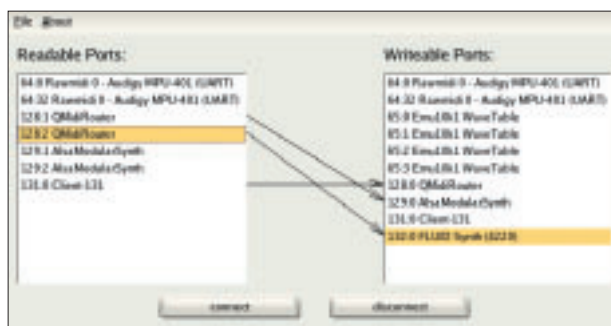 File About
Readable Ports:
64:0 Rawmidi 0 - Audigy MPU-401 (UART)
64:32 Rawmidi 0 - Audigy MPU-401 (UART)
128:1 QMidiRouter
128:2 QMidiRouter
129:1 AlsaModularSynth
129:2 AlsaModularSynth
131:0 Client-131
Writeable Ports:
64:0 Rawmidi 0 - Audigy MPU-401 (UART)
64:32 Rawmidi 0 - Audigy MPU-401 (UART)
65:0 Emu10k1 WaveTable
65:1 Emu10k1 WaveTable
65:2 Emu10k1 WaveTable
65:3 Emu10k1 WaveTable
128:0 QMidiRouter
129:0 AlsaModularSynth
131:0 Client-131
132:0 FLUID Synth
connect
disconnect